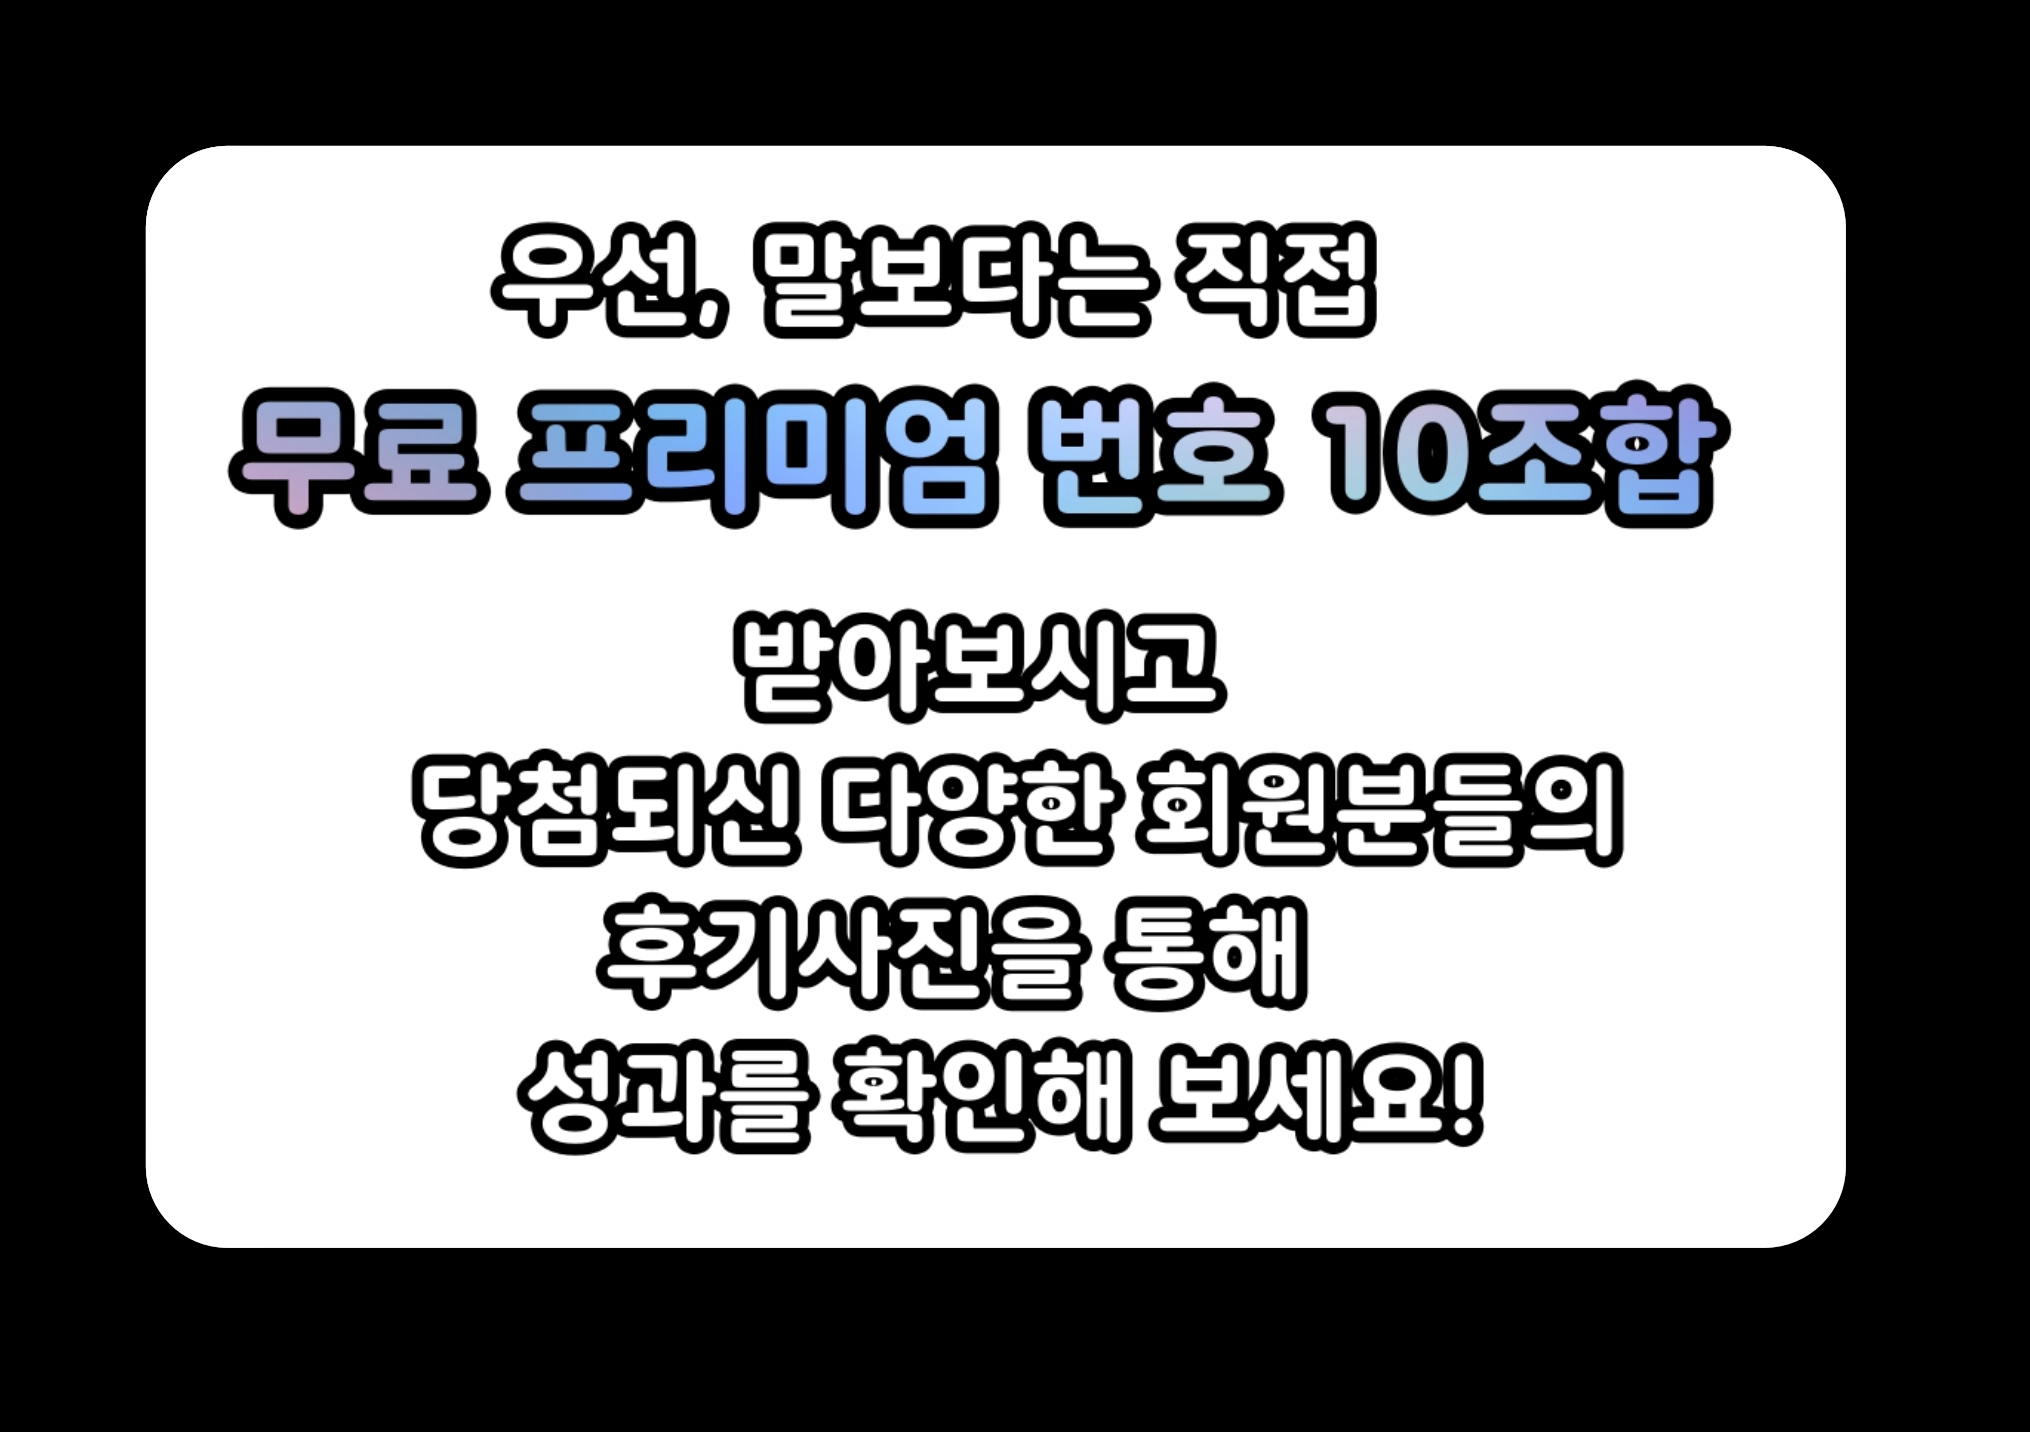 우선, 말보다는 직접
무료 프리미엄 번호 10조합
받아보시고
당첨되신 다양한 회원분들의
후기사진을 통해
성과를 확인해 보세요!